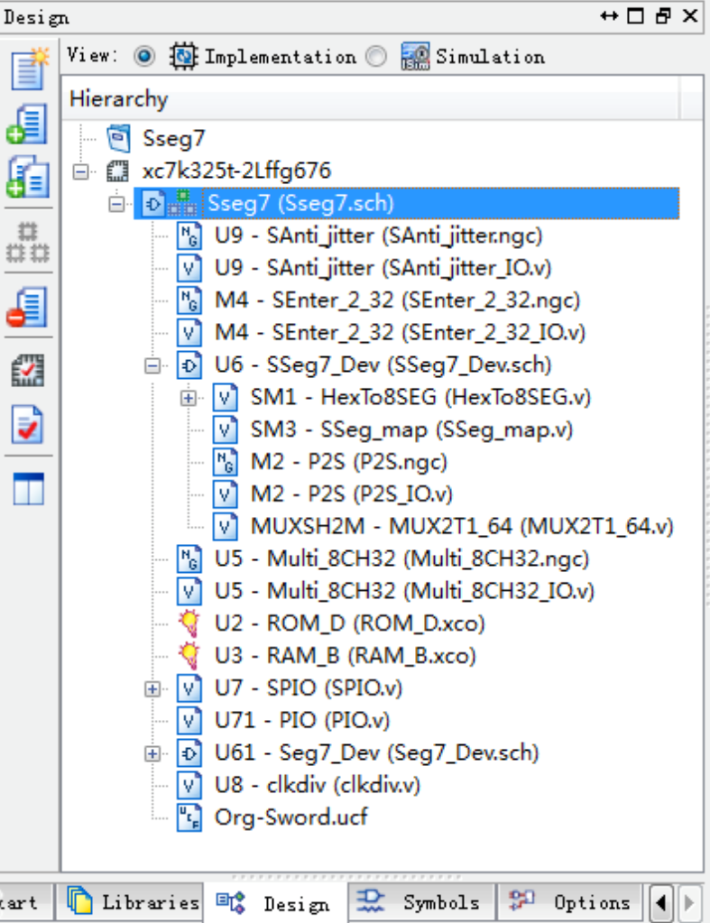 Design
View: Implementation Simulation
Hierarchy
Sseg7
xc7k325t-2Lffg676
Sseg7 (Sseg7.sch)
U9 - SAnti_jitter (SAnti_jitter.ngc)
U9 - SAnti_jitter (SAnti_jitter_IO.v)
M4 - SEnter_2_32 (SEnter_2_32.ngc)
M4 - SEnter_2_32 (SEnter_2_32_IO.v)
U6 - SSeg7_Dev (SSeg7_Dev.sch)
SM1 - HexTo8SEG (HexTo8SEG.v)
SM3 - SSeg_map (SSeg_map.v)
M2 - P2S (P2S.ngc)
M2 - P2S (P2S_IO.v)
MUXSH2M - MUX2T1_64 (MUX2T1_64.v)
U5 - Multi_8CH32 (Multi_8CH32.ngc)
U5 - Multi_8CH32 (Multi_8CH32_IO.v)
U2 - ROM_D (ROM_D.xco)
U3 - RAM_B (RAM_B.xco)
U7 - SPIO (SPIO.v)
U71 - PIO (PIO.v)
U61 - Seg7_Dev (Seg7_Dev.sch)
U8 - clkdiv (clkdiv.v)
Org-Sword.ucf
tart Libraries Design Symbols Options